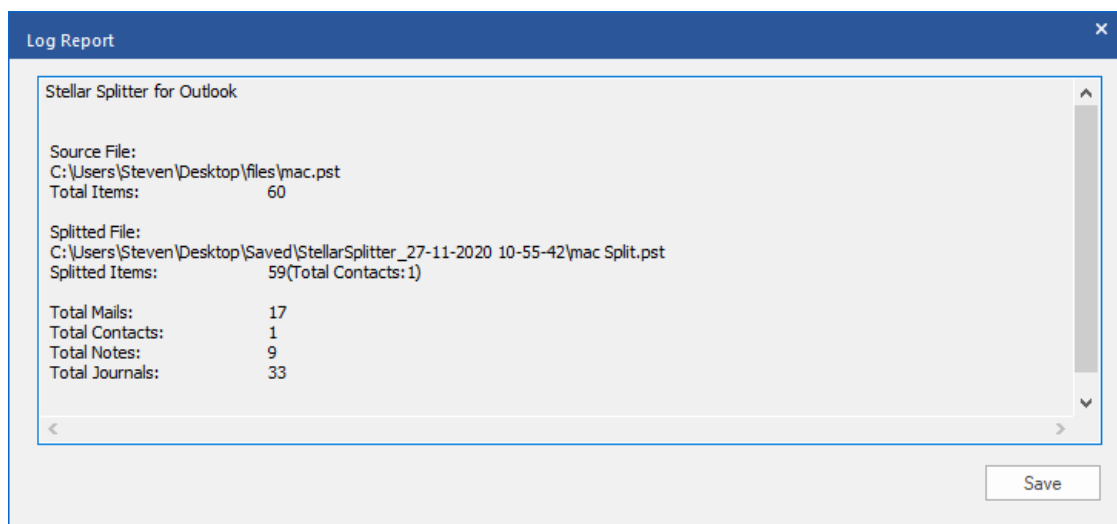 Log Report
Stellar Splitter for Outlook
Source File:
C:\Users\Steven\Desktop\files\mac.pst
Total Items: 60
Splitted File:
C:\Users\Steven\Desktop\Saved\StellarSplitter_27-11-2020 10-55-42\mac Split.pst
Splitted Items: 59(Total Contacts:1)
Total Mails: 17
Total Contacts: 1
Total Notes: 9
Total Journals: 33
Save